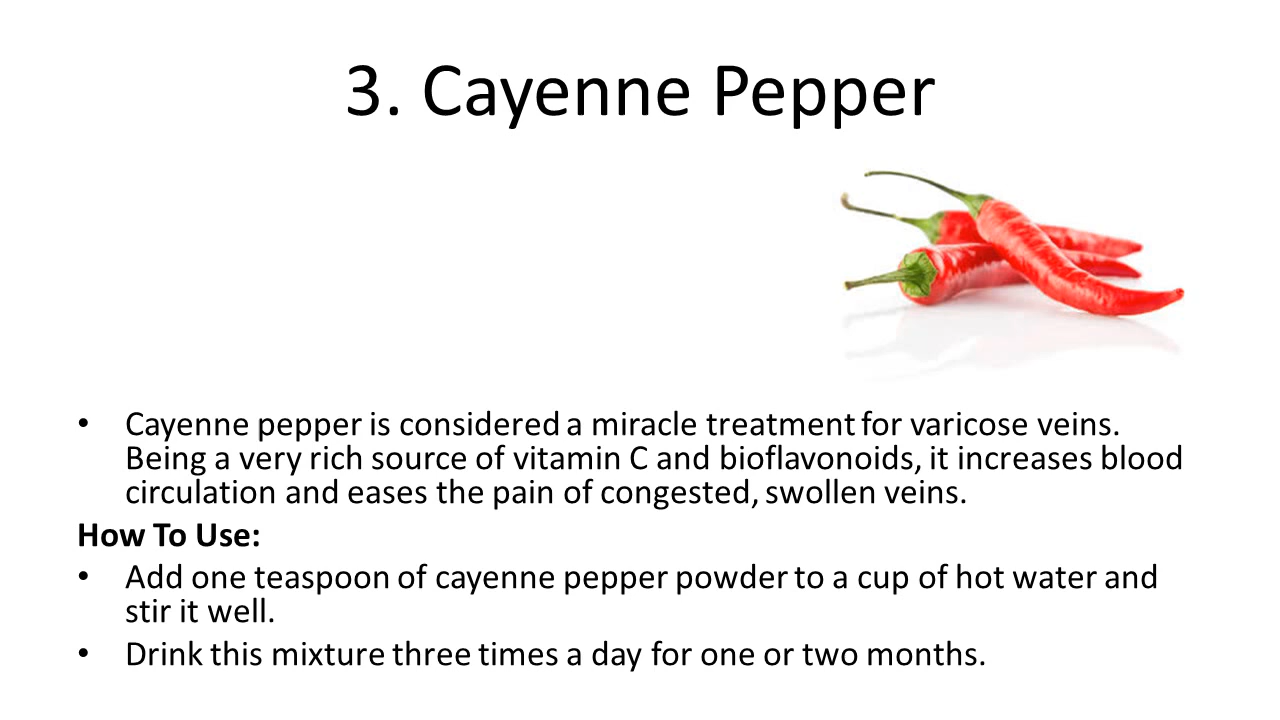 3. Cayenne Pepper
• Cayenne pepper is considered a miracle treatment for varicose veins.
Being a very rich source of vitamin C and bioflavonoids, it increases blood
circulation and eases the pain of congested, swollen veins.
How To Use:
• Add one teaspoon of cayenne pepper powder to a cup of hot water and
stir it well.
• Drink this mixture three times a day for one or two months.